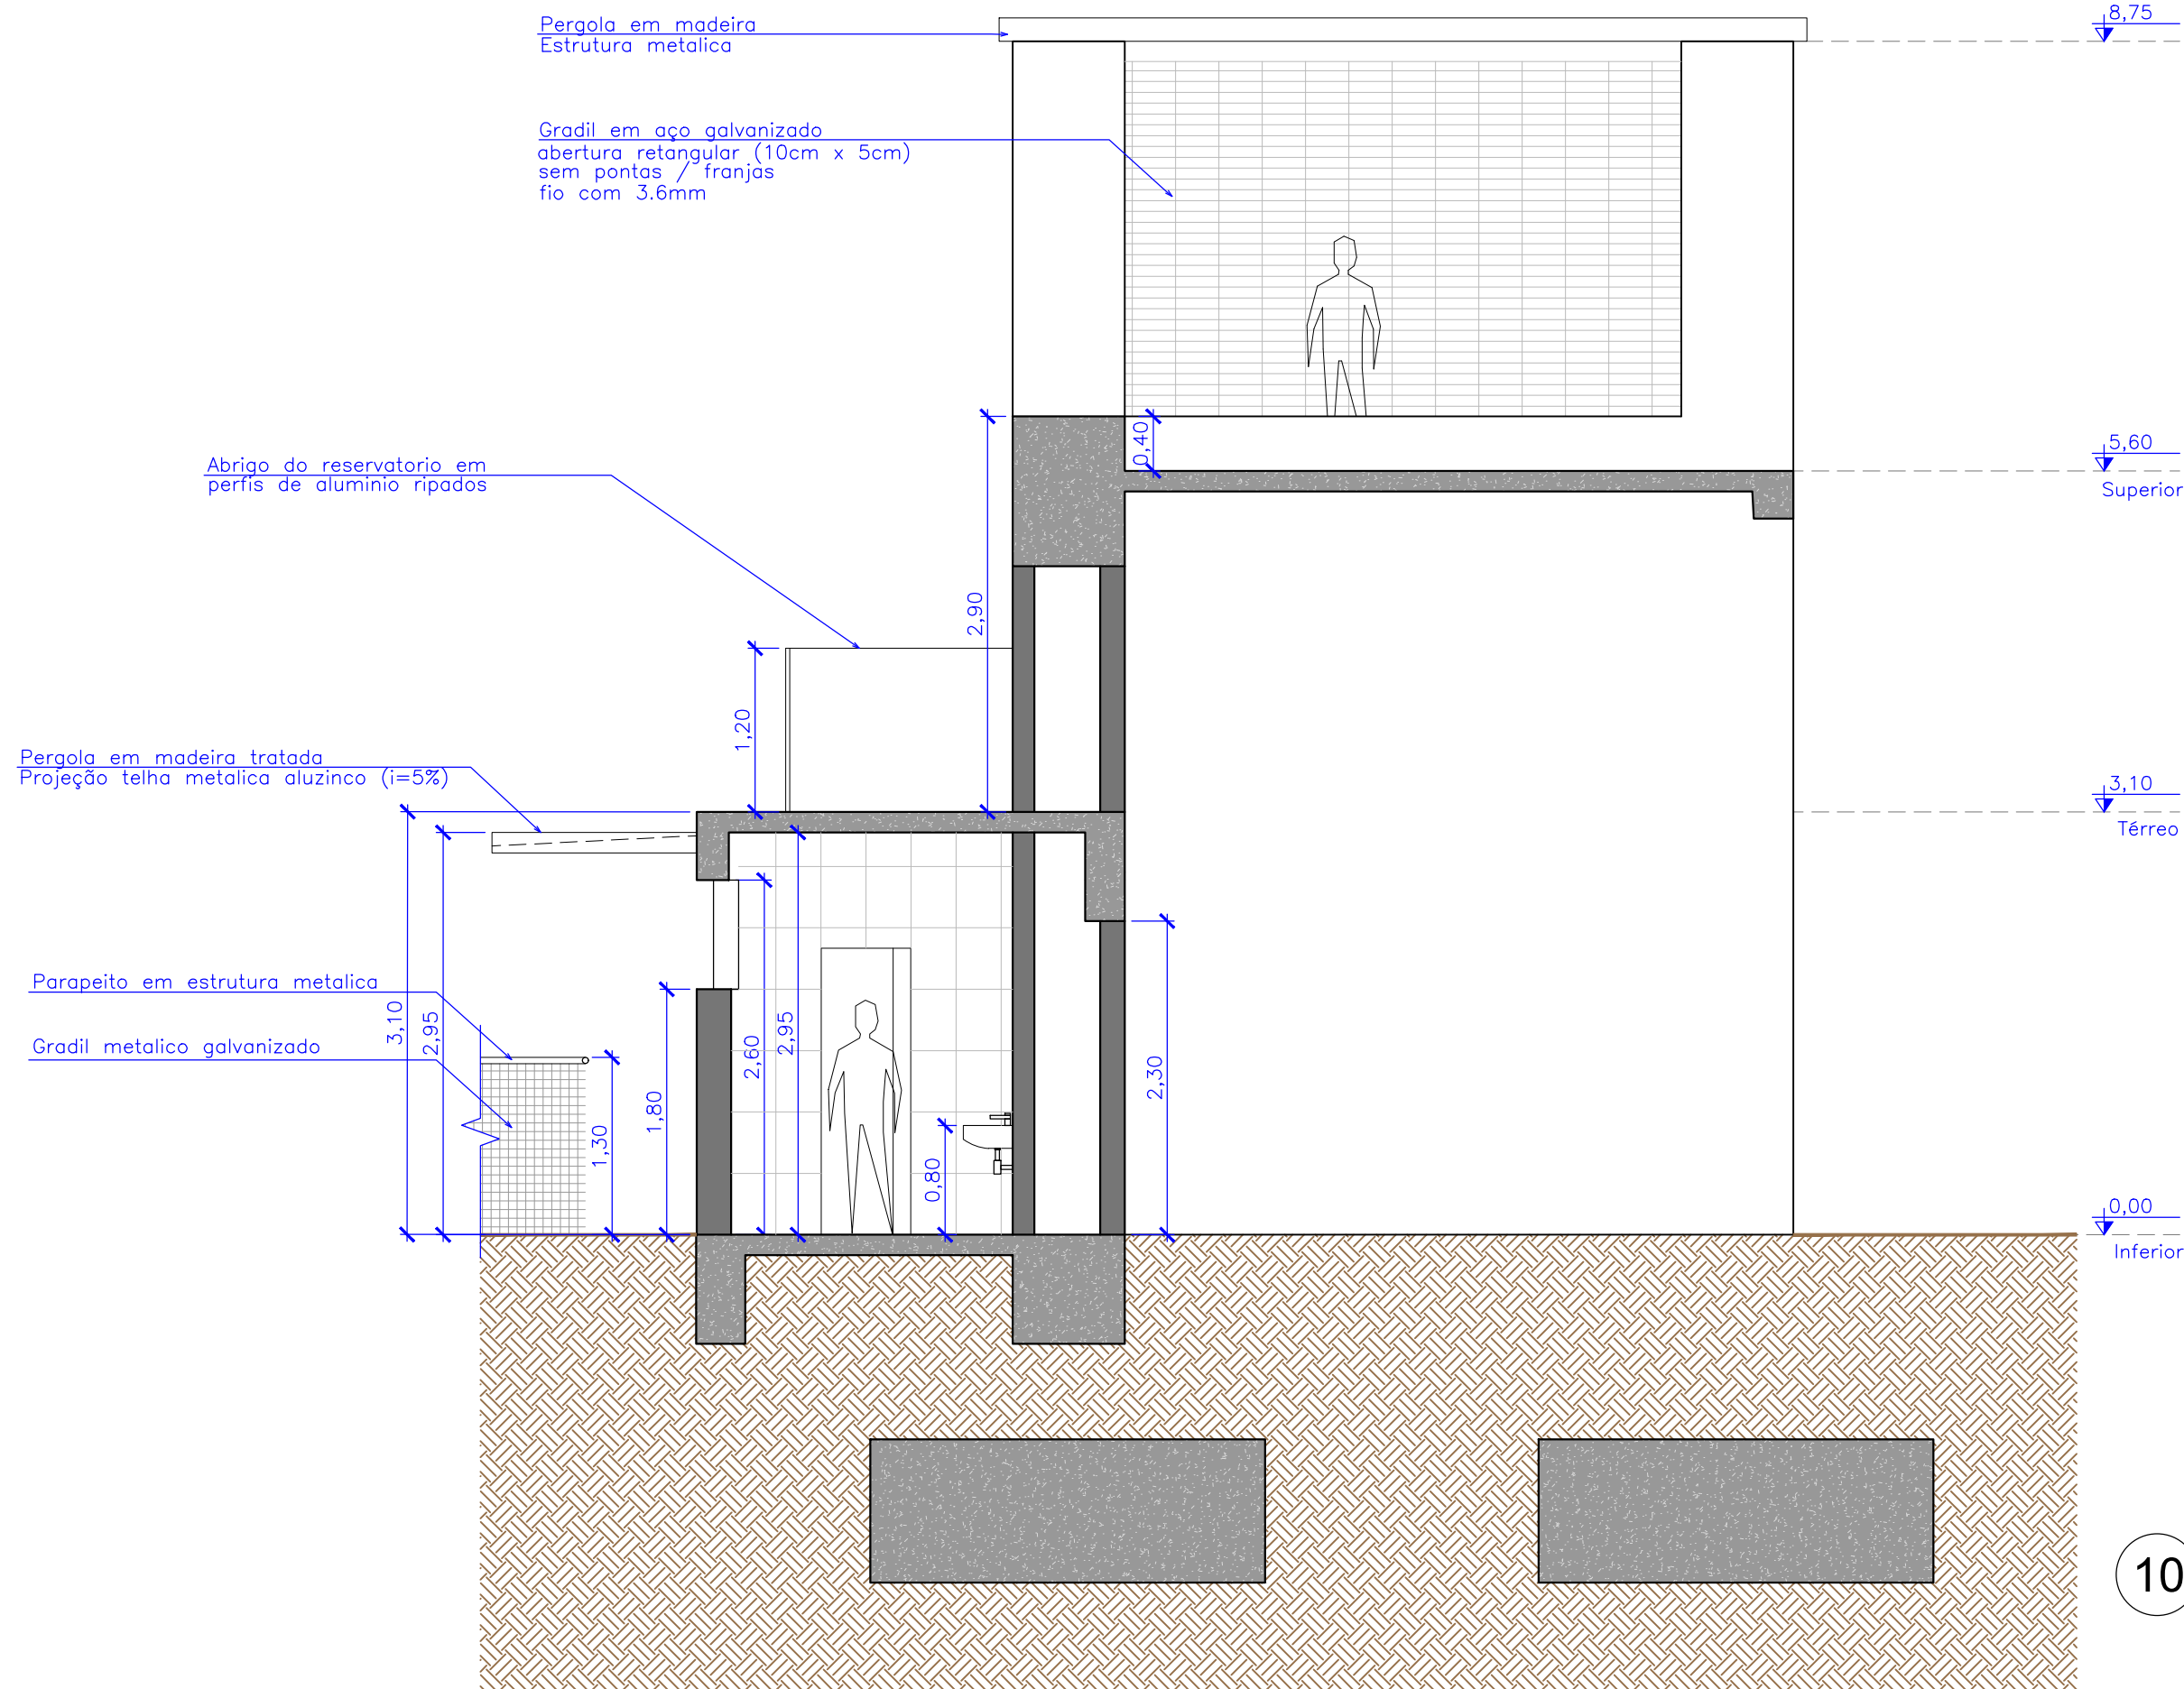 Pergola em madeira
Estrutura metalica
8,75
Gradil em aço galvanizado
abertura retangular (10cm x 5cm)
sem pontas / franjas
fio com 3.6mm
0,40
5,60
Superior
Abrigo do reservatorio em
perfis de aluminio ripados
2,90
1,20
Pergola em madeira tratada
Projeção telha metalica aluzinco (i=5%)
3,10
Térreo
Parapeito em estrutura metalica
Gradil metalico galvanizado
3,10
2,95
1,30
1,80
2,60
2,95
0,80
2,30
0,00
Inferior
10